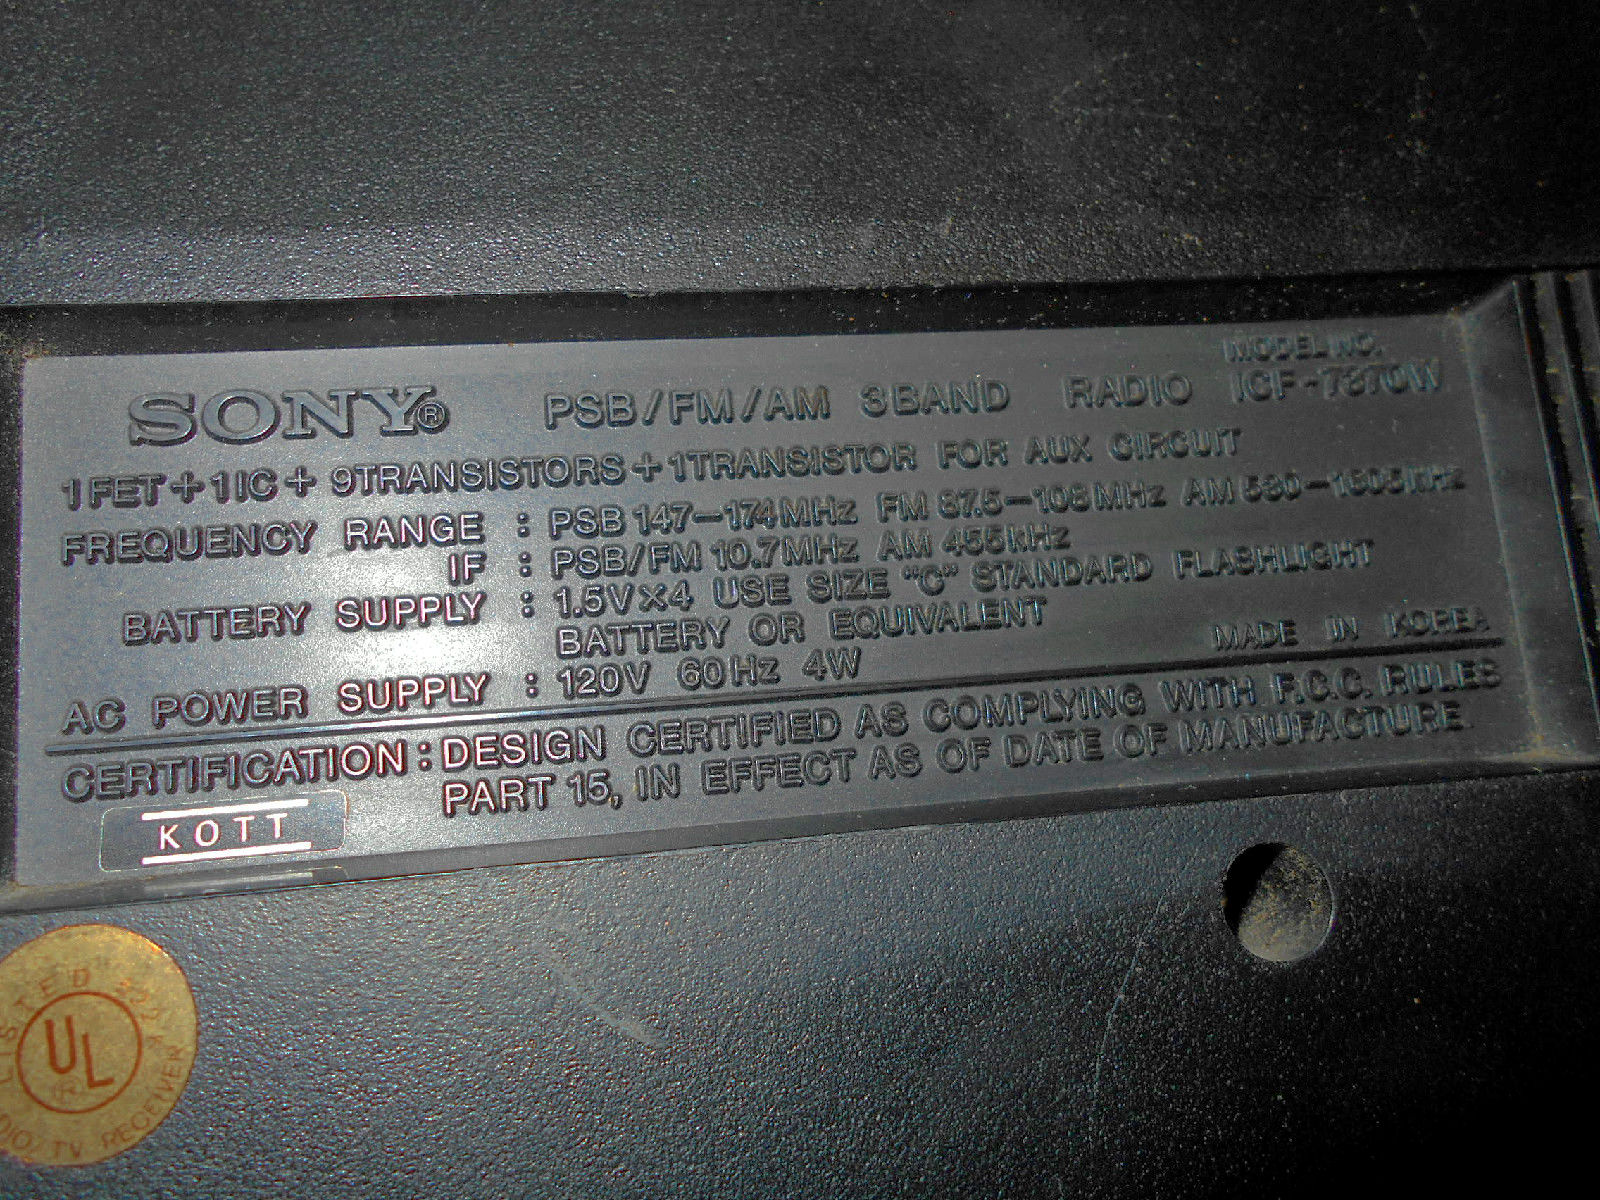 MODEL NO.
SONY® PSB/FM/AM 3BAND RADIO ICF-7370W
1FET+1IC+9TRANSISTORS+1TRANSISTOR FOR AUX CIRCUIT
FREQUENCY RANGE : PSB 147-174MHz FM 87.5-108MHz AM 530-1605kHz
IF : PSB/FM 10.7MHz AM 455kHz
BATTERY SUPPLY : 1.5V×4 USE SIZE "C" STANDARD FLASHLIGHT
BATTERY OR EQUIVALENT
MADE IN KOREA
AC POWER SUPPLY : 120V 60Hz 4W
CERTIFICATION : DESIGN CERTIFIED AS COMPLYING WITH F.C.C. RULES
PART 15, IN EFFECT AS OF DATE OF MANUFACTURE.
KOTT
LISTED
UL
TV RECEIVER